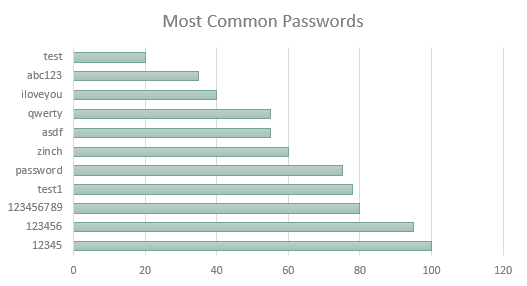 Most Common Passwords
test
abc123
iloveyou
qwerty
asdf
zinch
password
test1
123456789
123456
12345
0 20 40 60 80 100 120